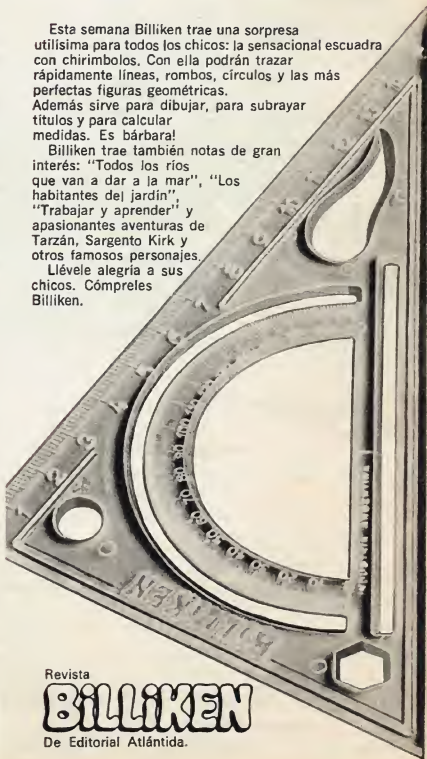 Esta semana Billiken trae una sorpresa
utilísima para todos los chicos: la sensacional escuadra
con chirimbolos. Con ella podrán trazar
rápidamente líneas, rombos, círculos y las más
perfectas figuras geométricas.
Además sirve para dibujar, para subrayar
títulos y para calcular
medidas. Es bárbara!
Billiken trae también notas de gran
interés: "Todos los ríos
que van a dar a la mar", "Los
habitantes del jardín",
"Trabajar y aprender" y
apasionantes aventuras de
Tarzán, Sargento Kirk y
otros famosos personajes.
Llévele alegría a sus
chicos. Cómpreles
Billiken.
BILLIKEN
Revista
BILLIKEN
De Editorial Atlántida.